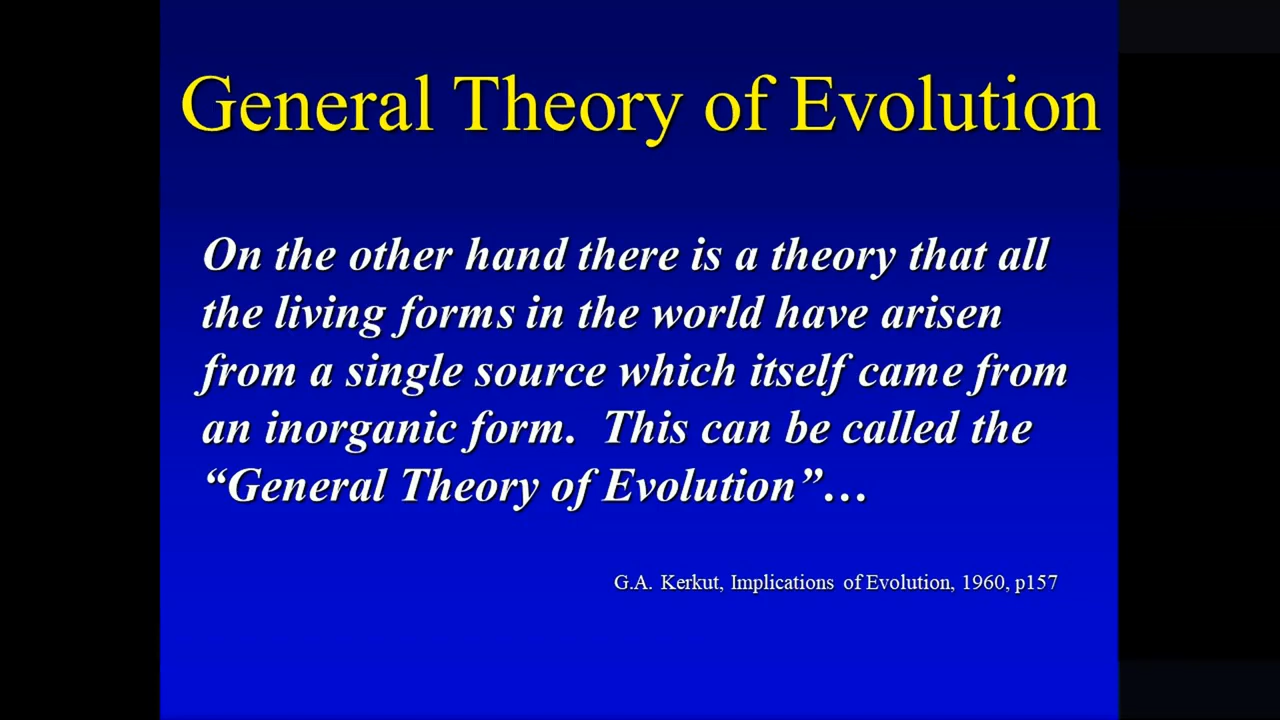 General Theory of Evolution
On the other hand there is a theory that all
the living forms in the world have arisen
from a single source which itself came from
an inorganic form.  This can be called the
“General Theory of Evolution”…
G.A. Kerkut, Implications of Evolution, 1960, p157